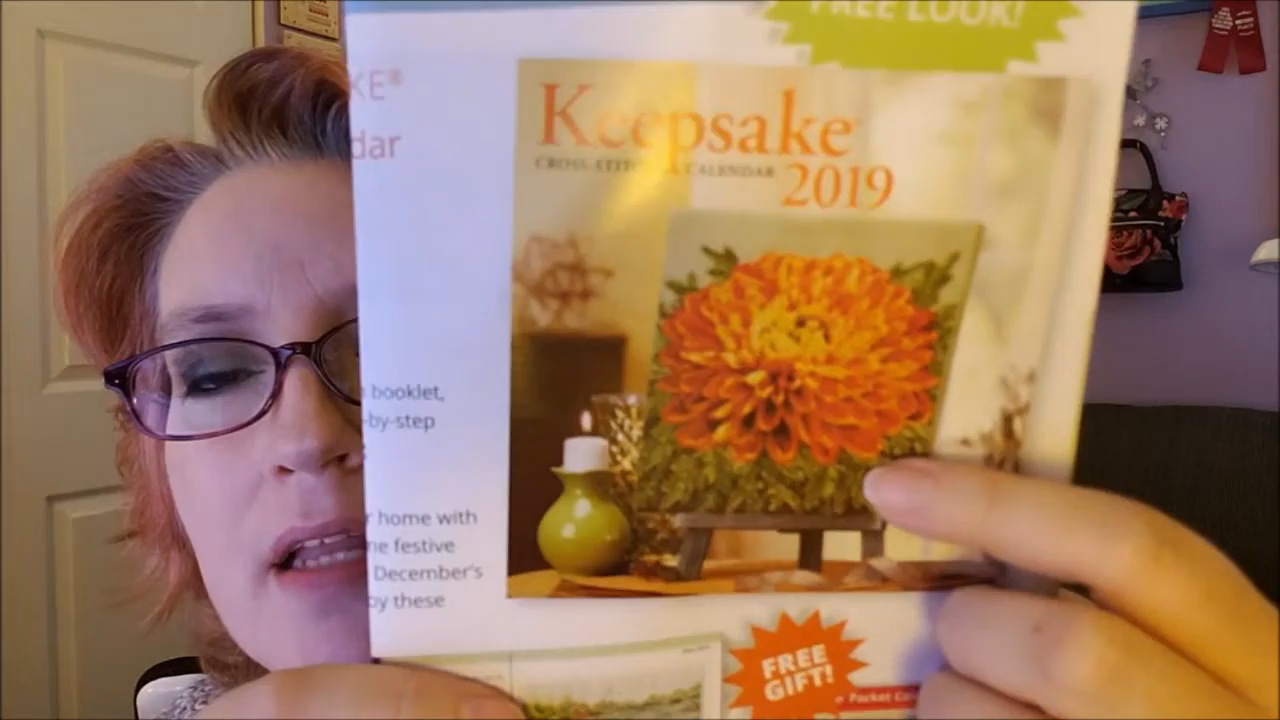 FREE LOOK!
KE®
dar
Keepsake
CROSS-STITCH CALENDAR
2019
booklet,
-by-step
r home with
ne festive
December's
by these
FREE
GIFT!
Pocket